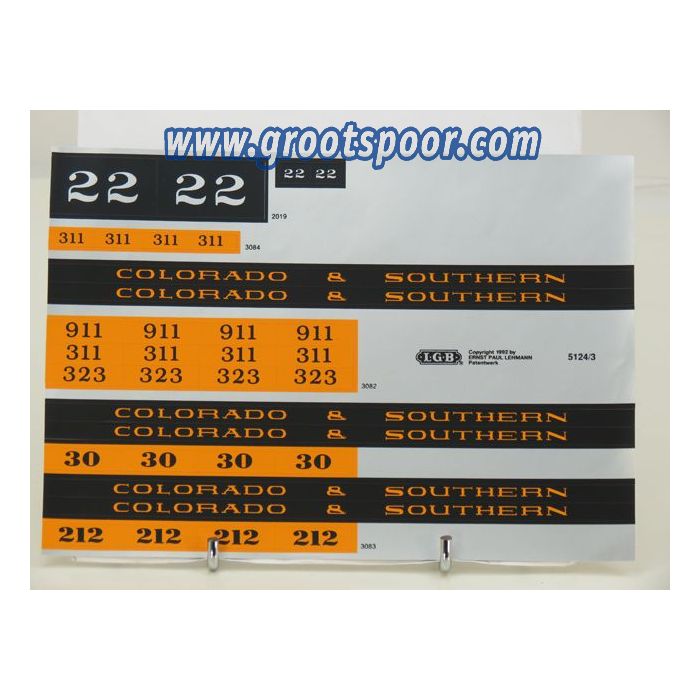 www.grootspoor.com
22 22 22 22
2019
311 311 311 311
3084
COLORADO & SOUTHERN
COLORADO & SOUTHERN
911 911 911 911
311 311 311 311
323 323 323 323
3082
LGB
Copyright 1992 by
ERNST PAUL LEHMANN
Patentwerk
5124/3
COLORADO & SOUTHERN
COLORADO & SOUTHERN
30 30 30 30
COLORADO & SOUTHERN
COLORADO & SOUTHERN
212 212 212 212
3083